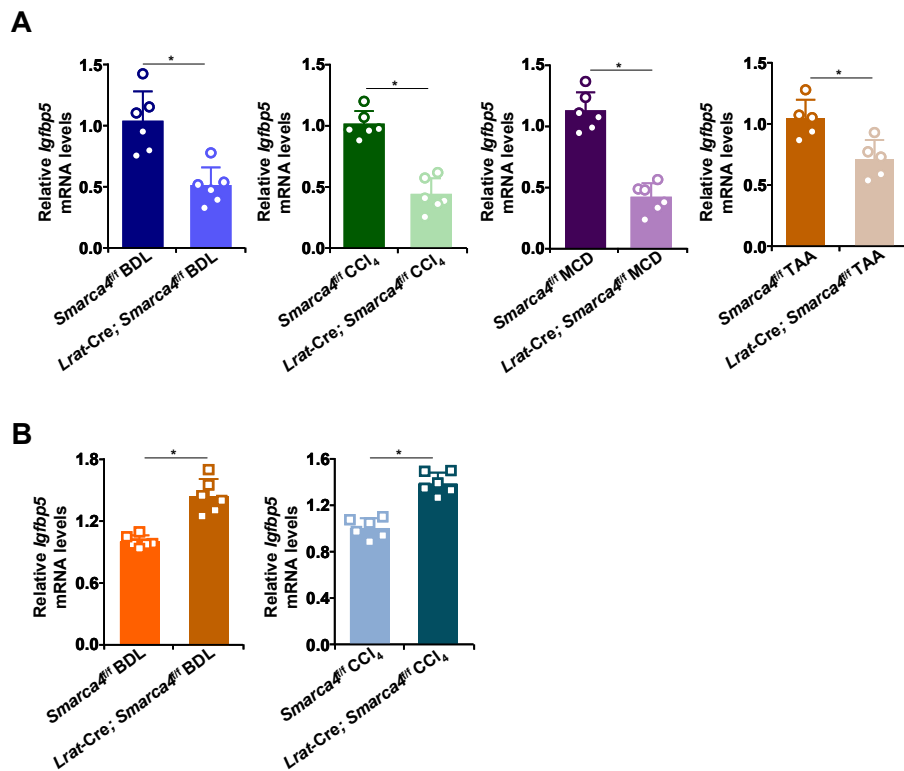 A
Relative Igfbp5
mRNA levels
1.5
1.0
0.5
0.0
*
Smarca4f/f BDL
Lrat-Cre; Smarca4f/f BDL
Relative Igfbp5
mRNA levels
1.5
1.0
0.5
0.0
*
Smarca4f/f CCl4
Lrat-Cre; Smarca4f/f CCl4
Relative Igfbp5
mRNA levels
1.5
1.0
0.5
0.0
*
Smarca4f/f MCD
Lrat-Cre; Smarca4f/f MCD
Relative Igfbp5
mRNA levels
1.5
1.0
0.5
0.0
*
Smarca4f/f TAA
Lrat-Cre; Smarca4f/f TAA
B
Relative Igfbp5
mRNA levels
1.8
1.2
0.6
0.0
*
Smarca4f/f BDL
Lrat-Cre; Smarca4f/f BDL
Relative Igfbp5
mRNA levels
1.6
1.2
0.8
0.4
0.0
*
Smarca4f/f CCl4
Lrat-Cre; Smarca4f/f CCl4